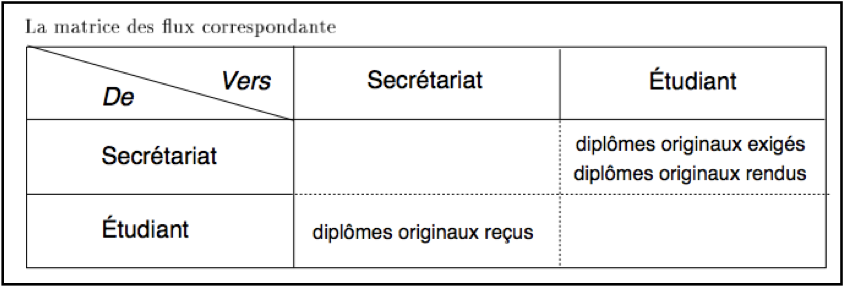 La matrice des flux correspondante
Vers
De
Secrétariat
Étudiant
Secrétariat
diplômes originaux exigés
diplômes originaux rendus
Étudiant
diplômes originaux reçus